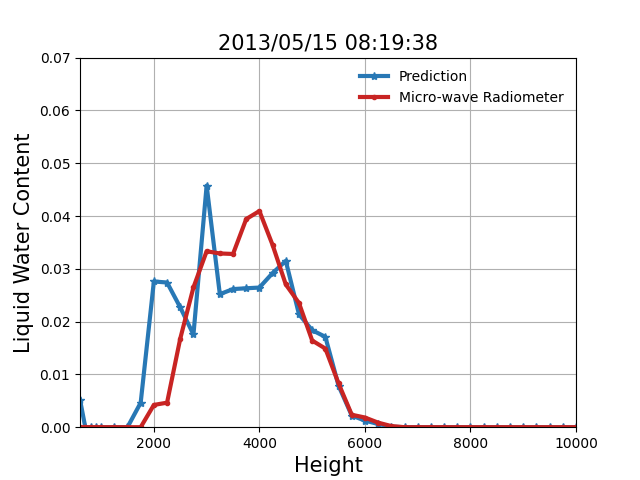 2013/05/15 08:19:38
Prediction
Micro-wave Radiometer
Liquid Water Content
0.07
0.06
0.05
0.04
0.03
0.02
0.01
0.00
2000 4000 6000 8000 10000
Height